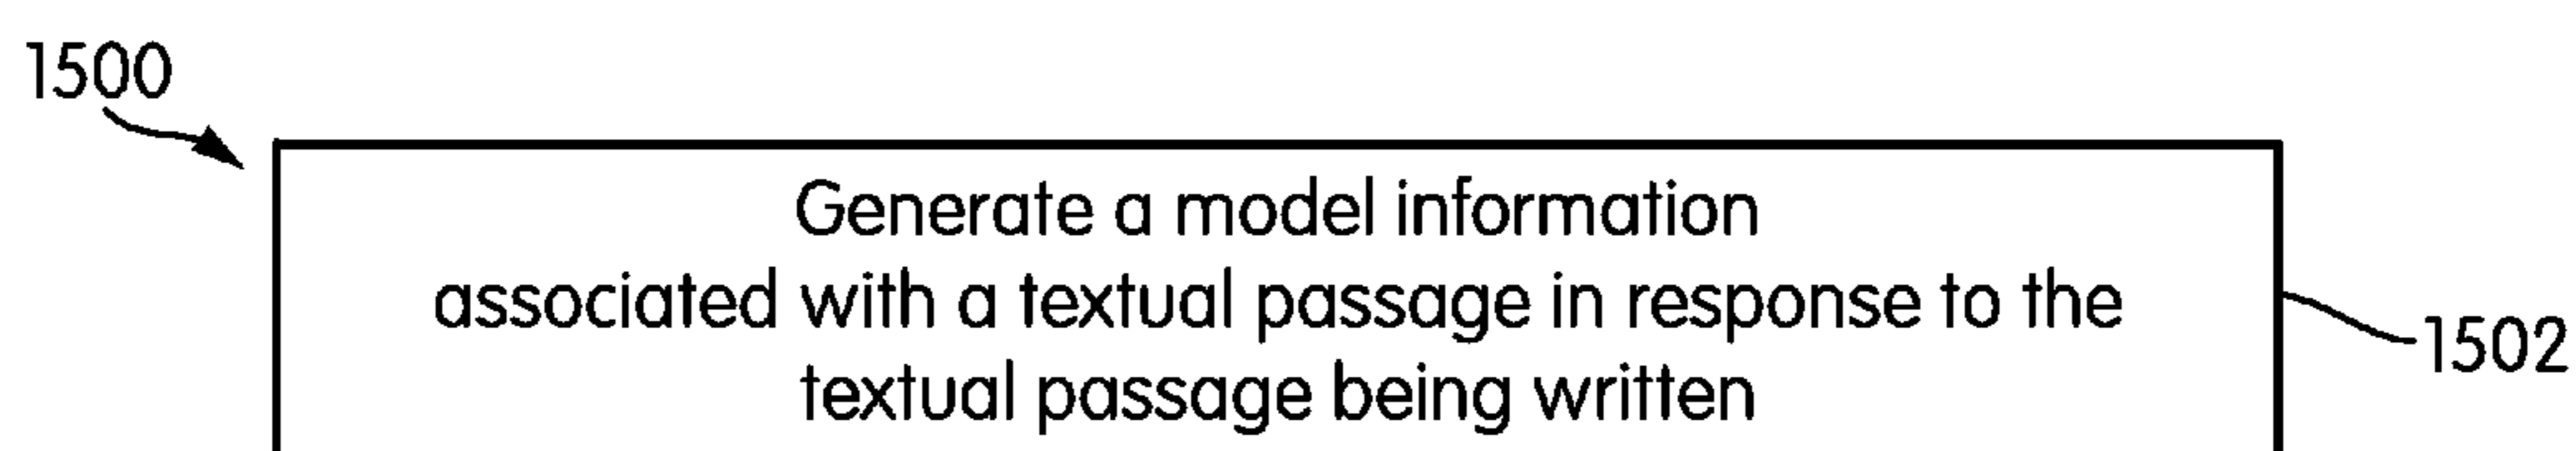 1500
Generate a model information
associated with a textual passage in response to the
textual passage being written
1502